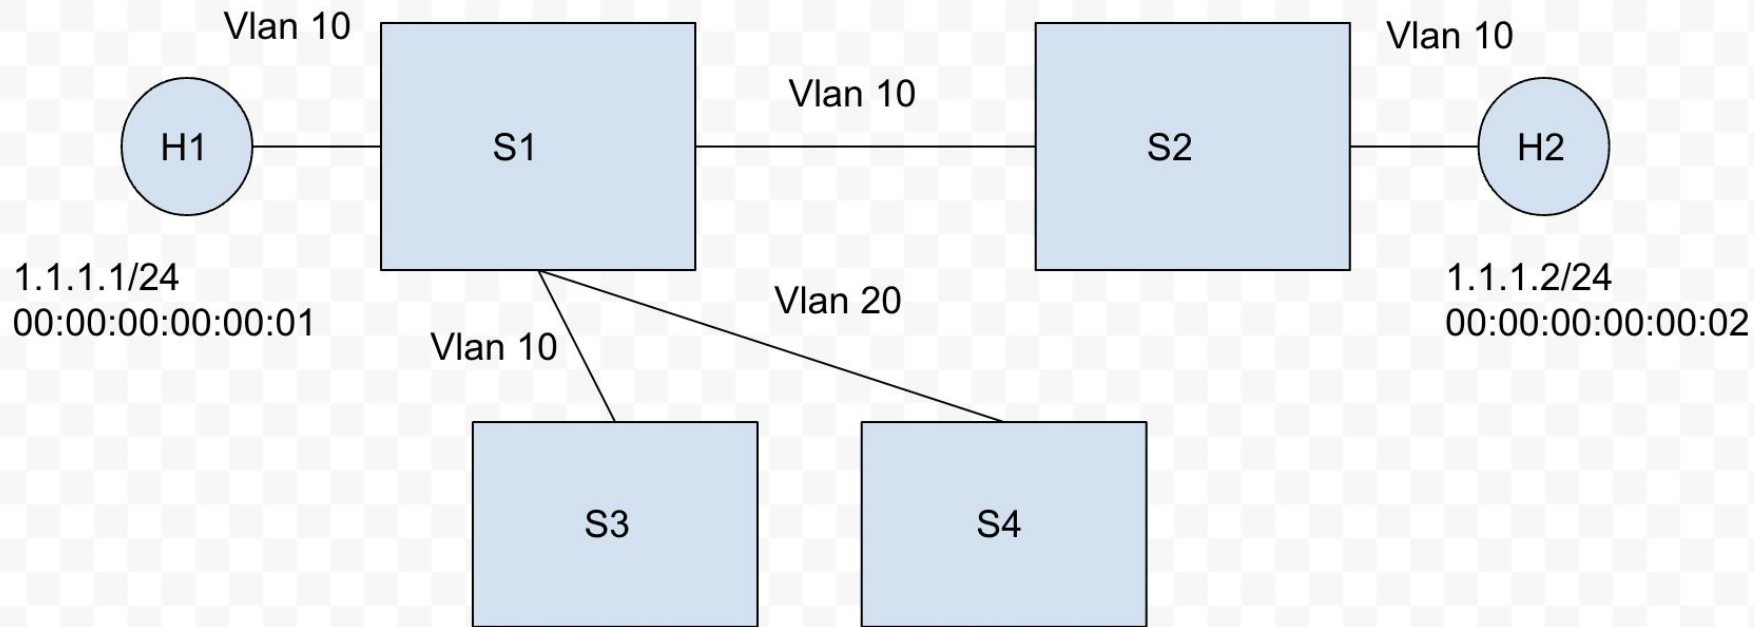 Vlan 10
Vlan 10
Vlan 10
H1
S1
S2
H2
1.1.1.1/24
00:00:00:00:00:01
Vlan 20
1.1.1.2/24
00:00:00:00:00:02
Vlan 10
S3
S4